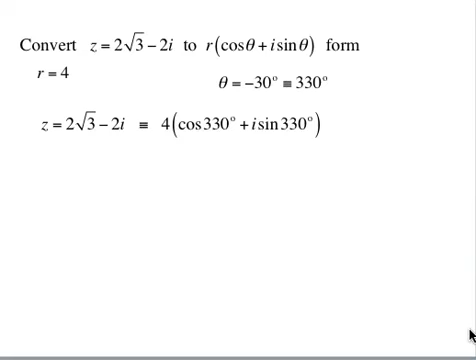 Convert z = 2√3 − 2i to r(cosθ + i sinθ) form
r = 4 θ = −30° ≡ 330°
z = 2√3 − 2i ≡ 4(cos330° + i sin330°)